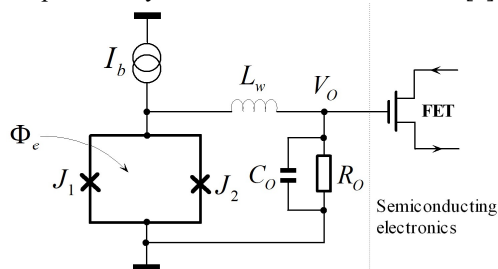 I_b
L_w
V_O
FET
Φ_e
J_1
J_2
C_O
R_O
Semiconducting
electronics